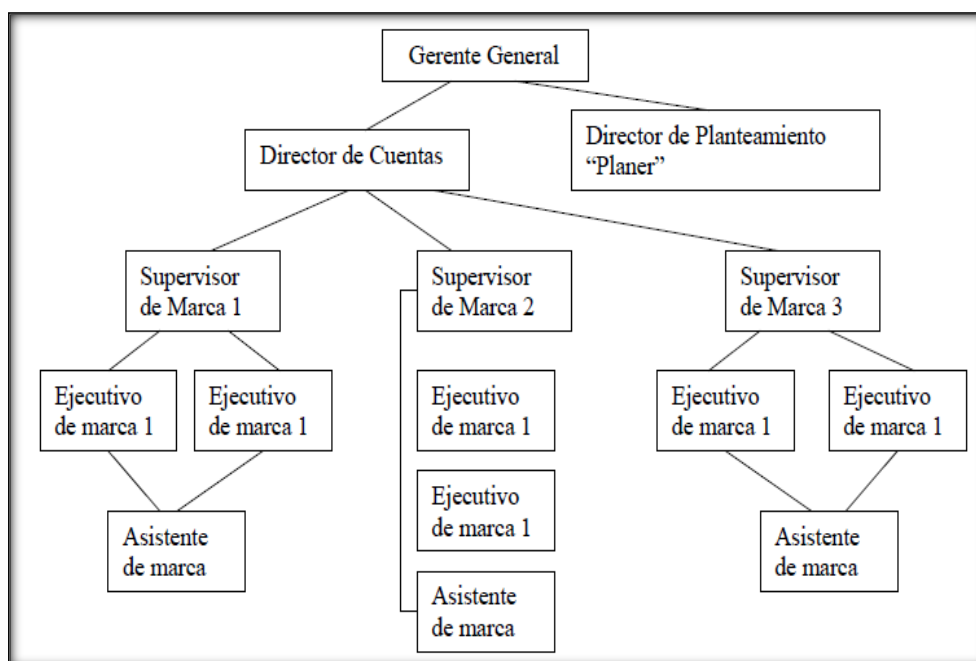 Gerente General
Director de Cuentas
Director de Planteamiento
“Planer”
Supervisor
de Marca 1
Supervisor
de Marca 2
Supervisor
de Marca 3
Ejecutivo
de marca 1
Ejecutivo
de marca 1
Ejecutivo
de marca 1
Ejecutivo
de marca 1
Ejecutivo
de marca 1
Ejecutivo
de marca 1
Asistente
de marca
Asistente
de marca
Asistente
de marca